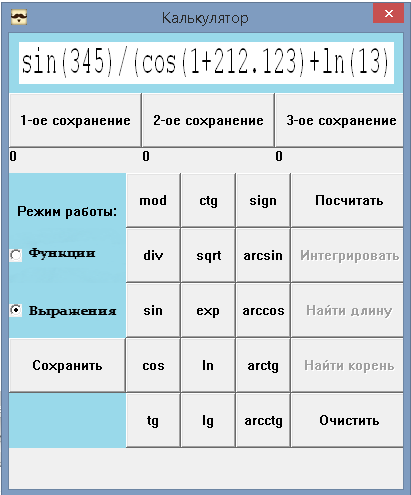 Калькулятор
sin(345)/(cos(1+212.123)+ln(13)
1-ое сохранение 2-ое сохранение 3-ое сохранение
0 0 0
Режим работы: mod ctg sign Посчитать
Функции div sqrt arcsin Интегрировать
Выражения sin exp arccos Найти длину
Сохранить cos ln arctg Найти корень
tg lg arcctg Очистить